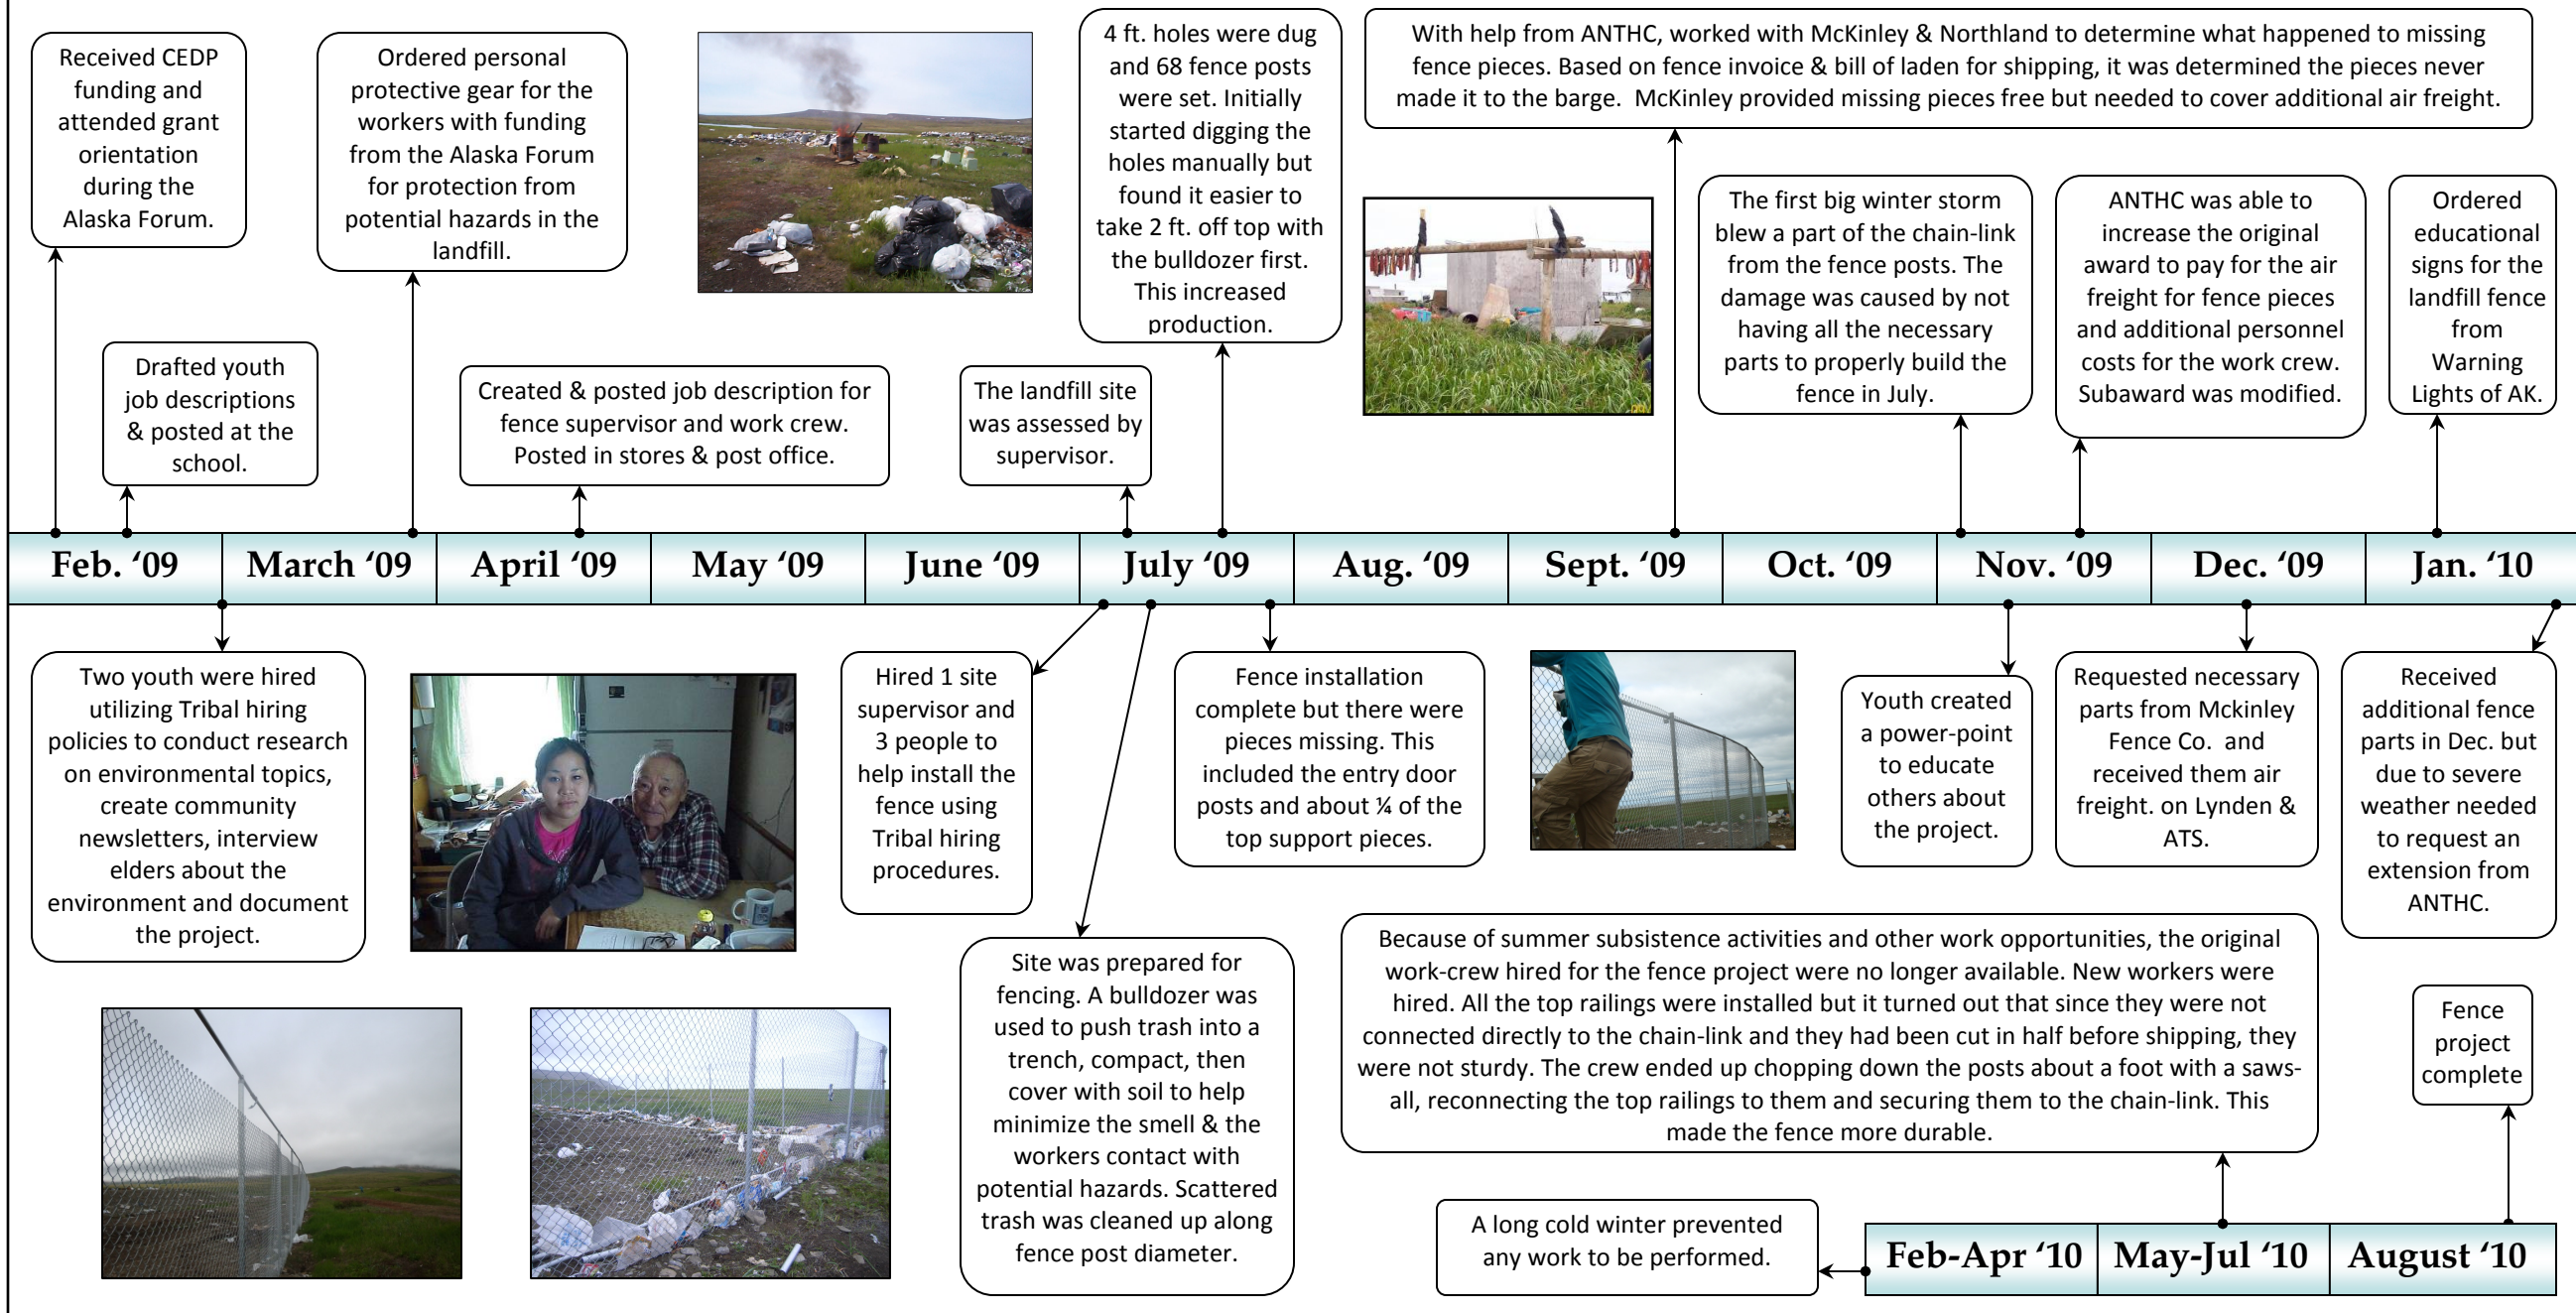 Received CEDP
funding and
attended grant
orientation
during the
Alaska Forum.
Drafted youth
job descriptions
& posted at the
school.
Ordered personal
protective gear for the
workers with funding
from the Alaska Forum
for protection from
potential hazards in the
landfill.
Created & posted job description for
fence supervisor and work crew.
Posted in stores & post office.
The landfill site
was assessed by
supervisor.
4 ft. holes were dug
and 68 fence posts
were set. Initially
started digging the
holes manually but
found it easier to
take 2 ft. off top with
the bulldozer first.
This increased
production.
With help from ANTHC, worked with McKinley & Northland to determine what happened to missing
fence pieces. Based on fence invoice & bill of laden for shipping, it was determined the pieces never
made it to the barge.  McKinley provided missing pieces free but needed to cover additional air freight.
The first big winter storm
blew a part of the chain-link
from the fence posts. The
damage was caused by not
having all the necessary
parts to properly build the
fence in July.
ANTHC was able to
increase the original
award to pay for the air
freight for fence pieces
and additional personnel
costs for the work crew.
Subaward was modified.
Ordered
educational
signs for the
landfill fence
from
Warning
Lights of AK.
Feb. ‘09
March ‘09
April ‘09
May ‘09
June ‘09
July ‘09
Aug. ‘09
Sept. ‘09
Oct. ‘09
Nov. ‘09
Dec. ‘09
Jan. ‘10
Two youth were hired
utilizing Tribal hiring
policies to conduct research
on environmental topics,
create community
newsletters, interview
elders about the
environment and document
the project.
Hired 1 site
supervisor and
3 people to
help install the
fence using
Tribal hiring
procedures.
Site was prepared for
fencing. A bulldozer was
used to push trash into a
trench, compact, then
cover with soil to help
minimize the smell & the
workers contact with
potential hazards. Scattered
trash was cleaned up along
fence post diameter.
Fence installation
complete but there were
pieces missing. This
included the entry door
posts and about ¼ of the
top support pieces.
Youth created
a power-point
to educate
others about
the project.
Requested necessary
parts from Mckinley
Fence Co.  and
received them air
freight. on Lynden &
ATS.
Received
additional fence
parts in Dec. but
due to severe
weather needed
to request an
extension from
ANTHC.
Because of summer subsistence activities and other work opportunities, the original
work-crew hired for the fence project were no longer available. New workers were
hired. All the top railings were installed but it turned out that since they were not
connected directly to the chain-link and they had been cut in half before shipping, they
were not sturdy. The crew ended up chopping down the posts about a foot with a saws-
all, reconnecting the top railings to them and securing them to the chain-link. This
made the fence more durable.
Fence
project
complete
A long cold winter prevented
any work to be performed.
Feb-Apr ‘10
May-Jul ‘10
August ‘10